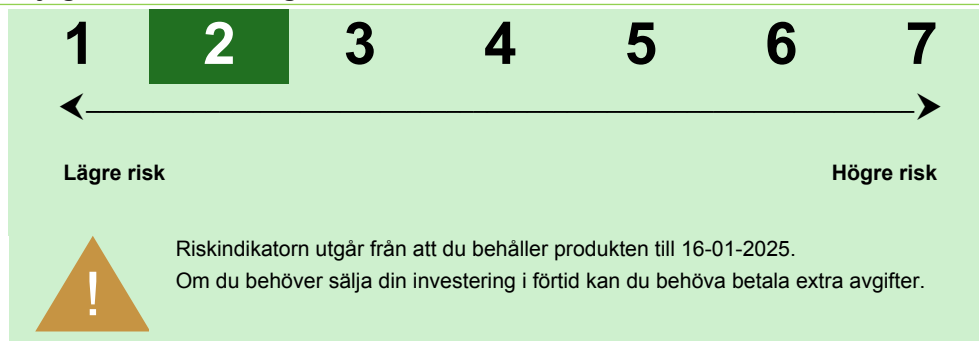 1 2 3 4 5 6 7
Lägre risk Högre risk
!
Riskindikatorn utgår från att du behåller produkten till 16-01-2025.
Om du behöver sälja din investering i förtid kan du behöva betala extra avgifter.